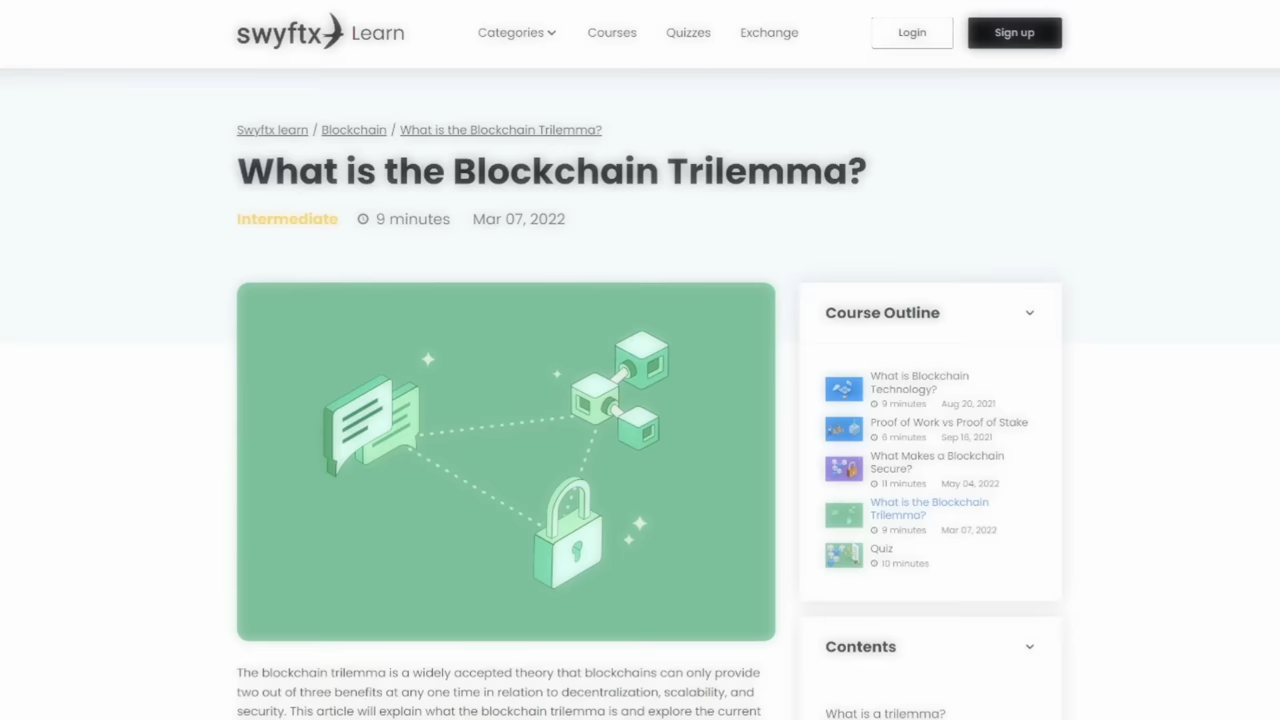 swyftx Learn
Categories Courses Quizzes Exchange Login Sign up
Swyftx learn / Blockchain / What is the Blockchain Trilemma?
What is the Blockchain Trilemma?
Intermediate 9 minutes Mar 07, 2022
The blockchain trilemma is a widely accepted theory that blockchains can only provide
two out of three benefits at any one time in relation to decentralization, scalability, and
security. This article will explain what the blockchain trilemma is and explore the current
Course Outline
What is Blockchain
Technology?
9 minutes Aug 20, 2021
Proof of Work vs Proof of Stake
6 minutes Sep 16, 2021
What Makes a Blockchain
Secure?
11 minutes May 04, 2022
What is the Blockchain
Trilemma?
9 minutes Mar 07, 2022
Quiz
10 minutes
Contents
What is a trilemma?